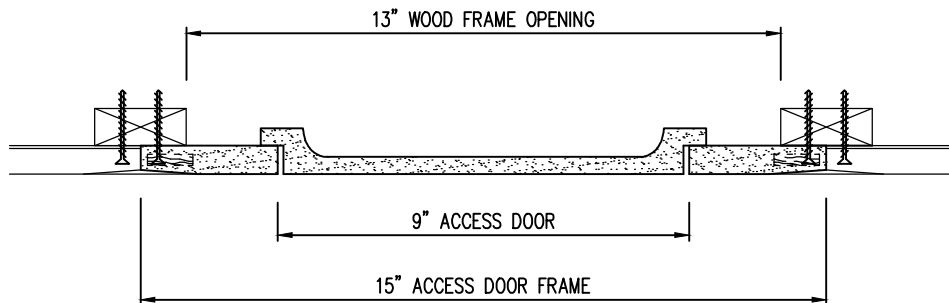 13” WOOD FRAME OPENING
9” ACCESS DOOR
15” ACCESS DOOR FRAME